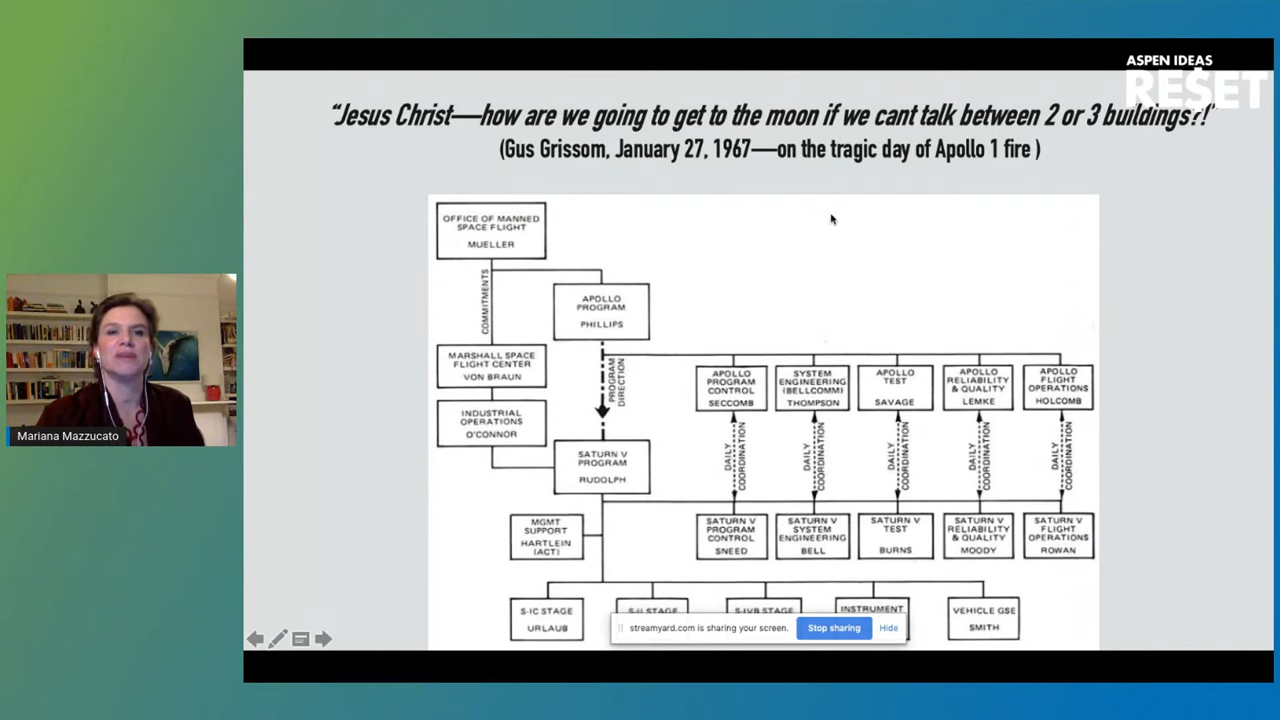 ASPEN IDEAS
RE$ET
“Jesus Christ—how are we going to get to the moon if we cant talk between 2 or 3 buildings?!”
(Gus Grissom, January 27, 1967—on the tragic day of Apollo 1 fire )
OFFICE OF MANNED
SPACE FLIGHT
MUELLER
COMMITMENTS
APOLLO
PROGRAM
PHILLIPS
MARSHALL SPACE
FLIGHT CENTER
VON BRAUN
PROGRAM
DIRECTION
APOLLO
PROGRAM
CONTROL
SECCOMB
SYSTEM
ENGINEERING
(BELLCOMM)
THOMPSON
APOLLO
TEST
SAVAGE
APOLLO
RELIABILITY
& QUALITY
LEMKE
APOLLO
FLIGHT
OPERATIONS
HOLCOMB
INDUSTRIAL
OPERATIONS
O'CONNOR
SATURN V
PROGRAM
RUDOLPH
DAILY
COORDINATION
DAILY
COORDINATION
DAILY
COORDINATION
DAILY
COORDINATION
DAILY
COORDINATION
MGMT
SUPPORT
HARTLEIN
(ACT)
SATURN V
PROGRAM
CONTROL
SNEED
SATURN V
SYSTEM
ENGINEERING
BELL
SATURN V
TEST
BURNS
SATURN V
RELIABILITY
& QUALITY
MOODY
SATURN V
FLIGHT
OPERATIONS
ROWAN
S-IC STAGE
URLAUB
S-II STAGE
S-IVB STAGE
INSTRUMENT
VEHICLE GSE
SMITH
streamyard.com is sharing your screen.
Stop sharing
Hide
Mariana Mazzucato